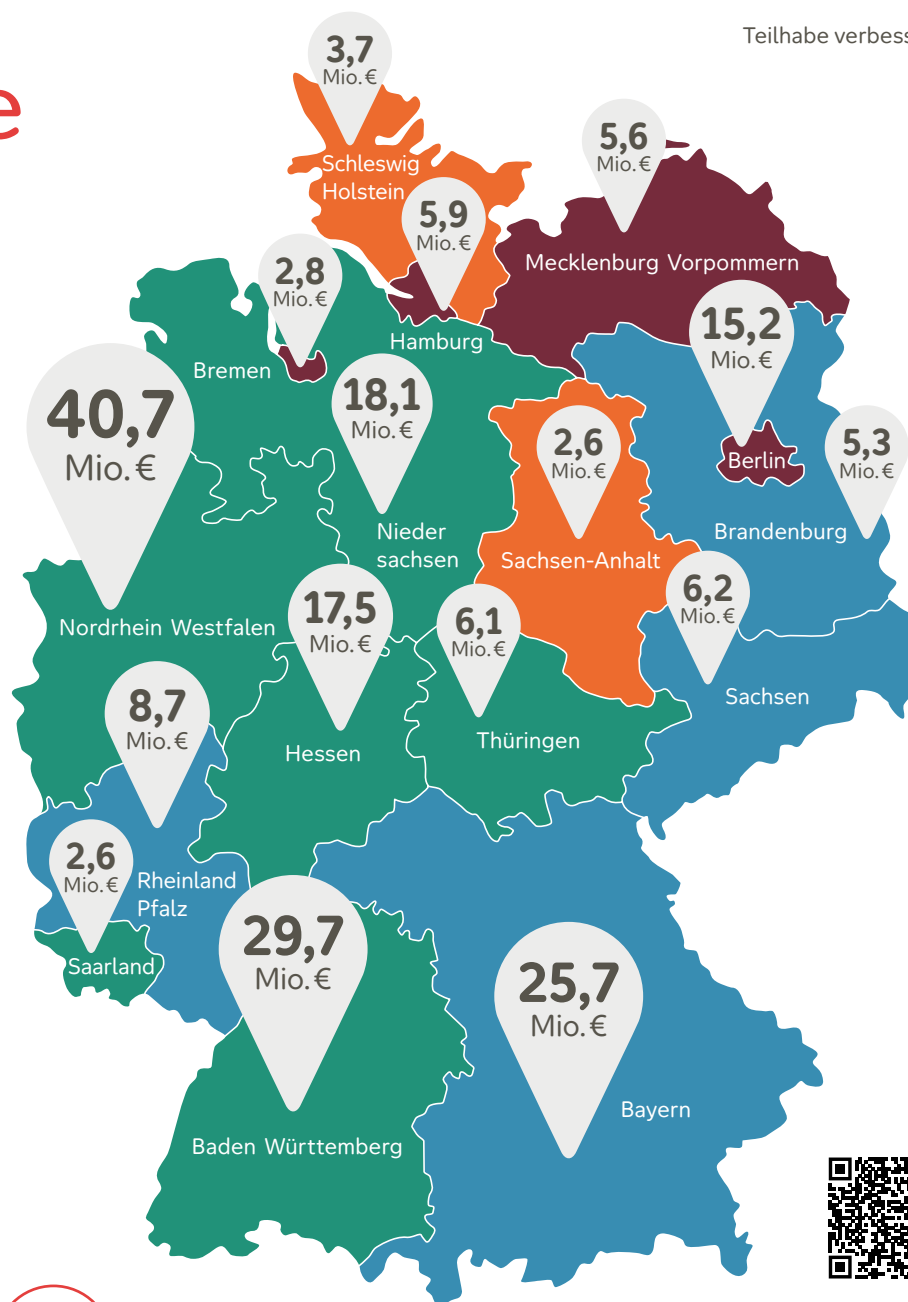 Teilhabe verbess
e
3,7
Mio. €
Schleswig
Holstein
5,6
Mio. €
5,9
Mio. €
Mecklenburg Vorpommern
2,8
Mio. €
Hamburg
15,2
Mio. €
Bremen
40,7
Mio. €
18,1
Mio. €
2,6
Mio. €
Berlin
5,3
Mio. €
Nieder
sachsen
Sachsen-Anhalt
Brandenburg
Nordrhein Westfalen
17,5
Mio. €
6,1
Mio. €
6,2
Mio. €
8,7
Mio. €
Hessen
Thüringen
Sachsen
2,6
Mio. €
Rheinland
Pfalz
Saarland
29,7
Mio. €
25,7
Mio. €
Baden Württemberg
Bayern